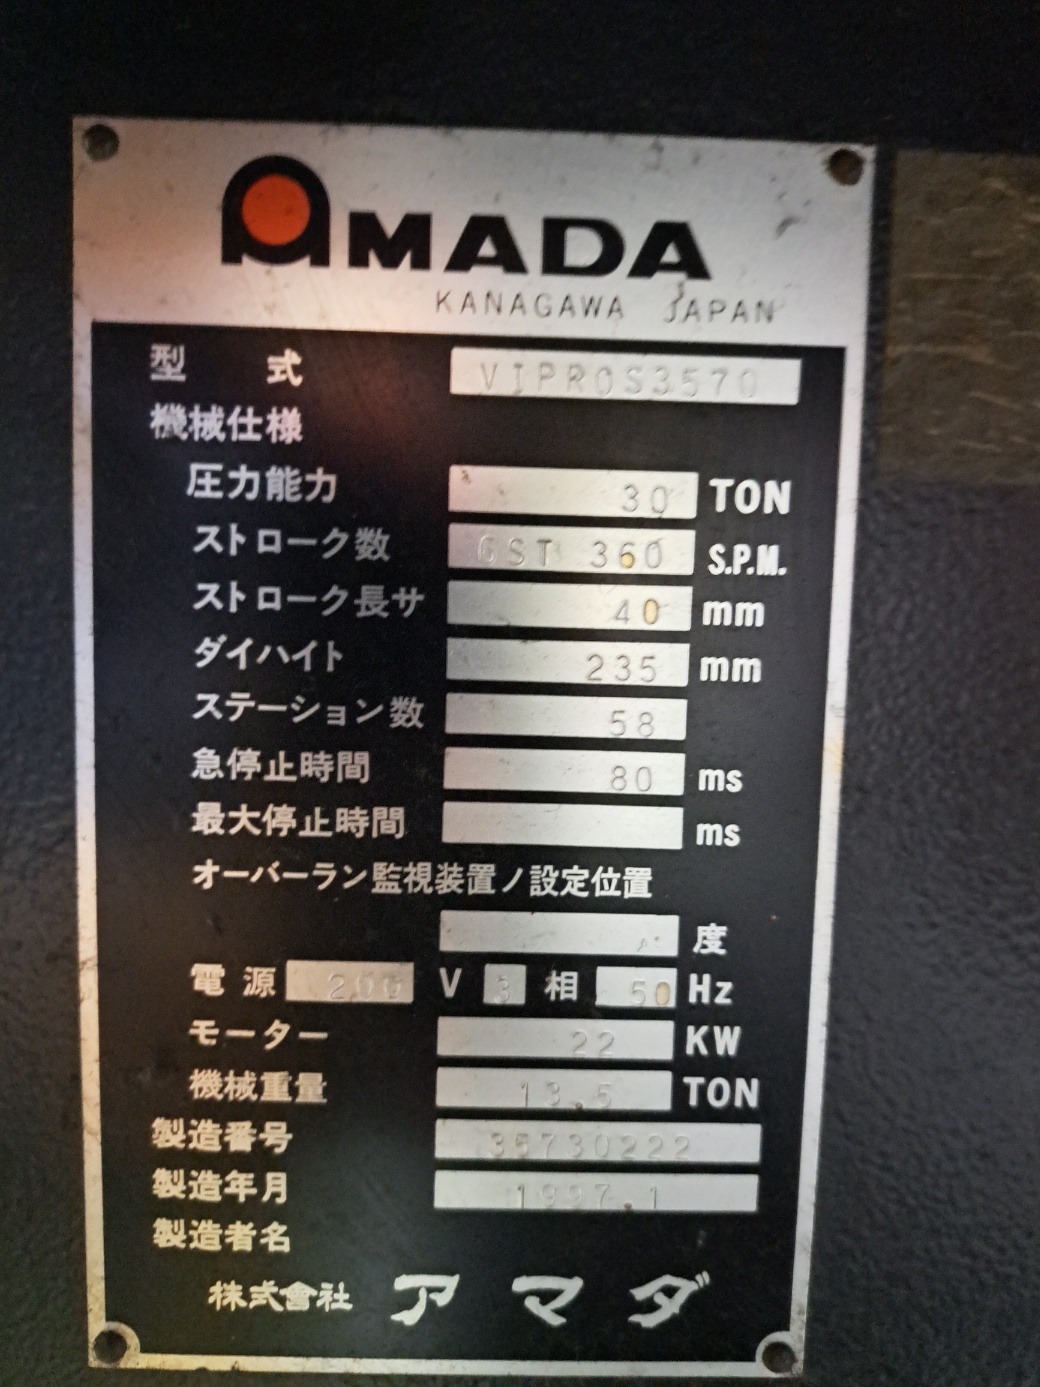 AMADA
KANAGAWA JAPAN
型式 VIPROS3570
機械仕様
圧力能力 30 TON
ストローク数 GST 360 S.P.M.
ストローク長サ 40 mm
ダイハイト 235 mm
ステーション数 58
急停止時間 80 ms
最大停止時間 ms
オーバーラン監視装置ノ設定位置
度
電源 200 V 3 相 50 Hz
モーター 22 KW
機械重量 13.5 TON
製造番号 35730222
製造年月 1997.1
製造者名
株式會社 アマダ